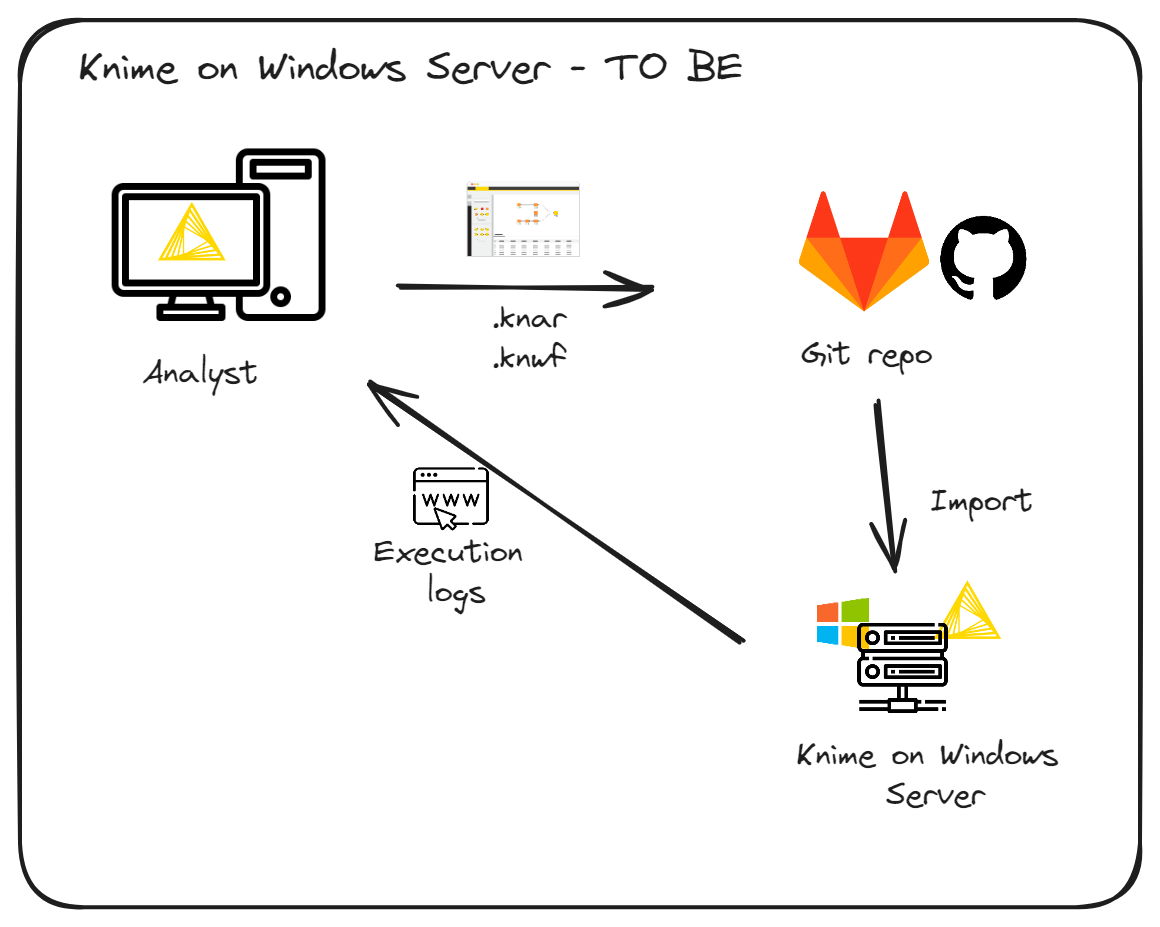 Knime on Windows Server - TO BE
Analyst
.knar
.knwf
Git repo
Import
WWW
Execution
logs
Knime on Windows
Server